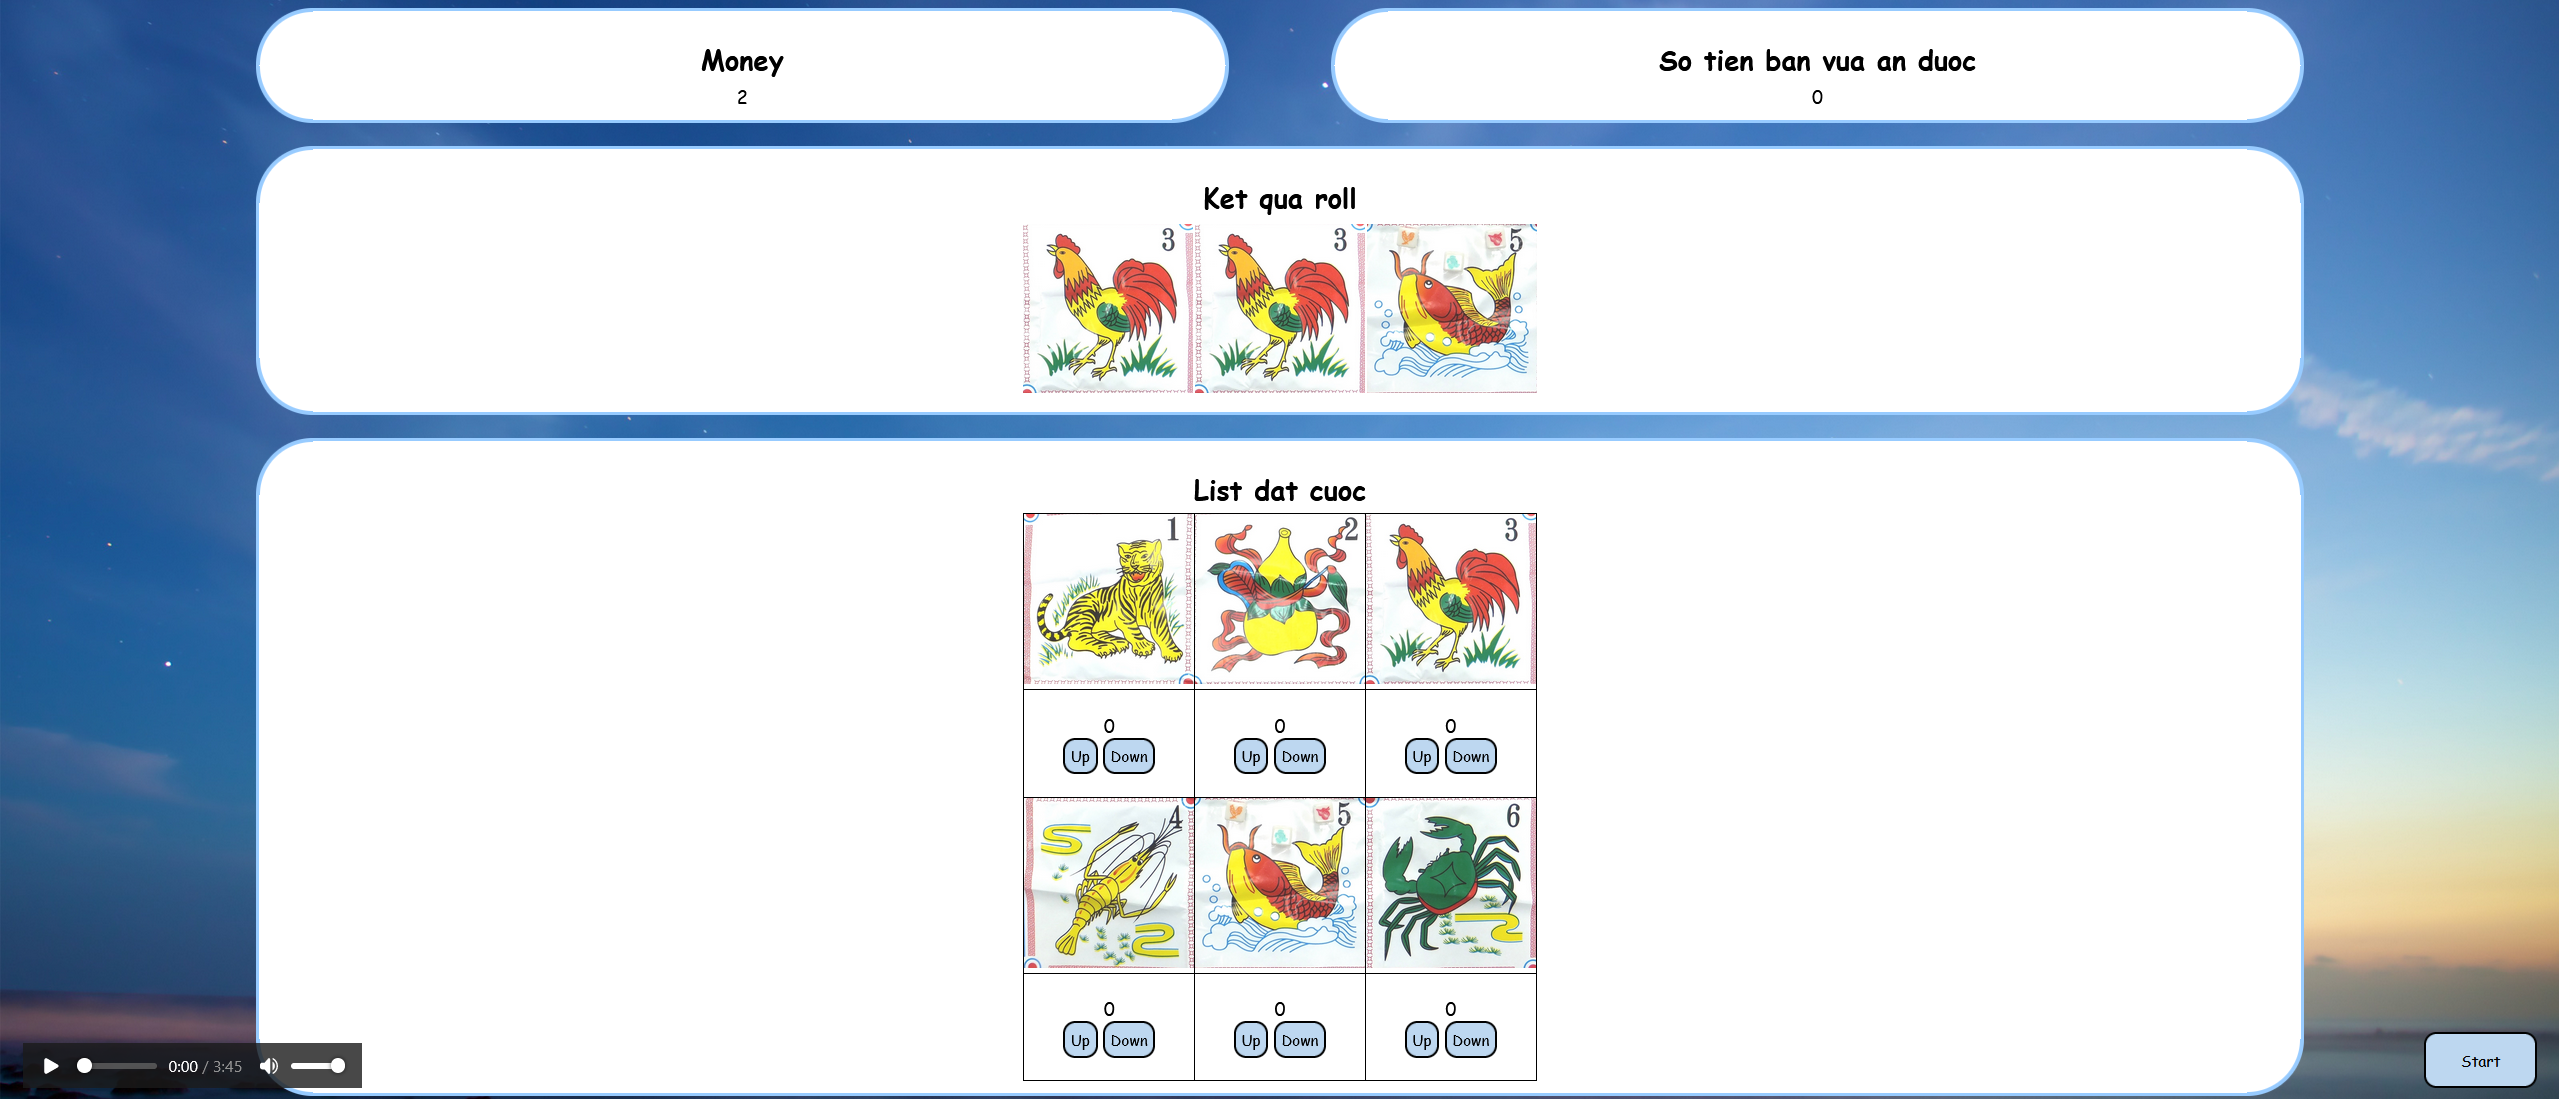 Money
2
So tien ban vua an duoc
0
Ket qua roll
3 3 5
List dat cuoc
1 2 3
0 0 0
Up Down Up Down Up Down
4 5 6
0 0 0
Up Down Up Down Up Down
0:00 / 3:45
Start